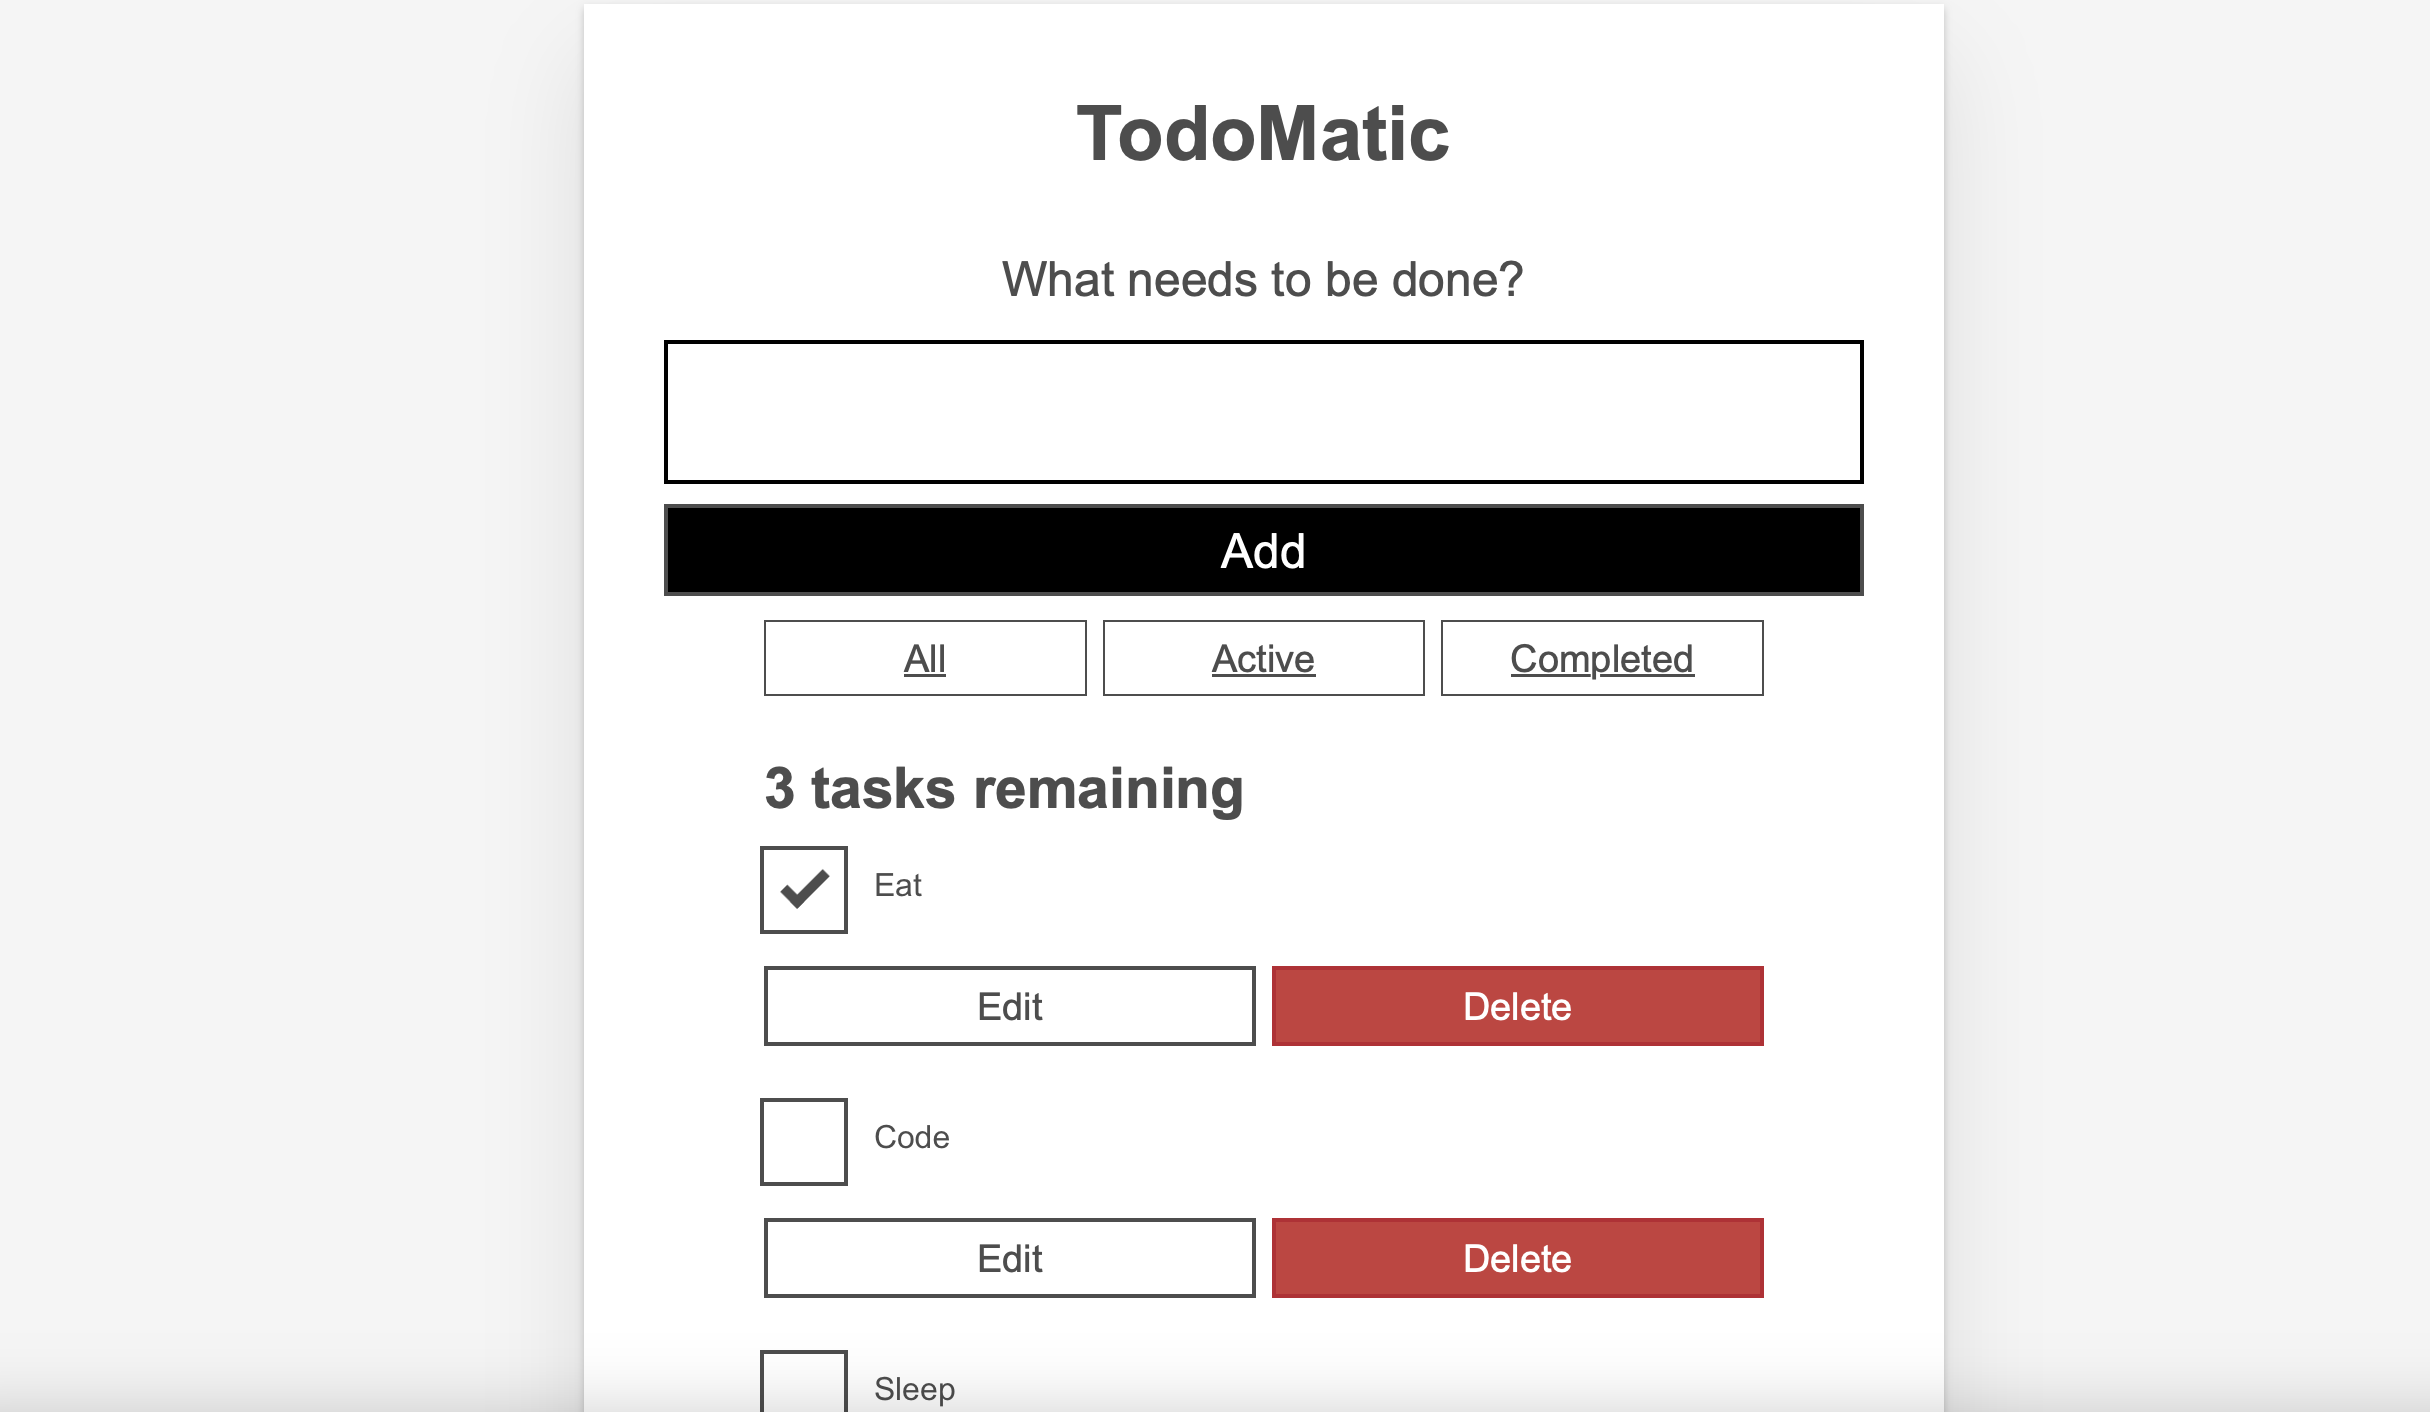 TodoMatic
What needs to be done?
Add
All Active Completed
3 tasks remaining
Eat
Edit Delete
Code
Edit Delete
Sleep